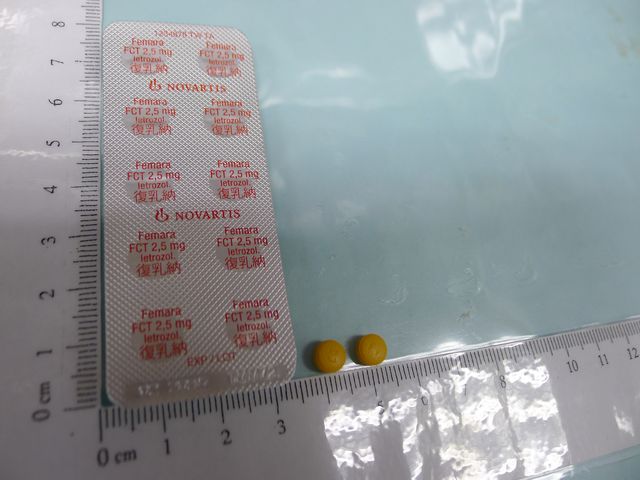 1234678 TW TA
Femara
FCT 2,5 mg
letrozol.
復乳納
Femara
FCT 2,5 mg
letrozol.
復乳納
NOVARTIS
Femara
FCT 2,5 mg
letrozol.
復乳納
Femara
FCT 2,5 mg
letrozol.
復乳納
Femara
FCT 2,5 mg
letrozol.
復乳納
Femara
FCT 2,5 mg
letrozol.
復乳納
NOVARTIS
Femara
FCT 2,5 mg
letrozol.
復乳納
Femara
FCT 2,5 mg
letrozol.
復乳納
Femara
FCT 2,5 mg
letrozol.
復乳納
Femara
FCT 2,5 mg
letrozol.
復乳納
EXP/LOT
8
7
6
5
4
3
2
1
0 cm
0 cm 1 2 3 5 6 7 8 10 11 12